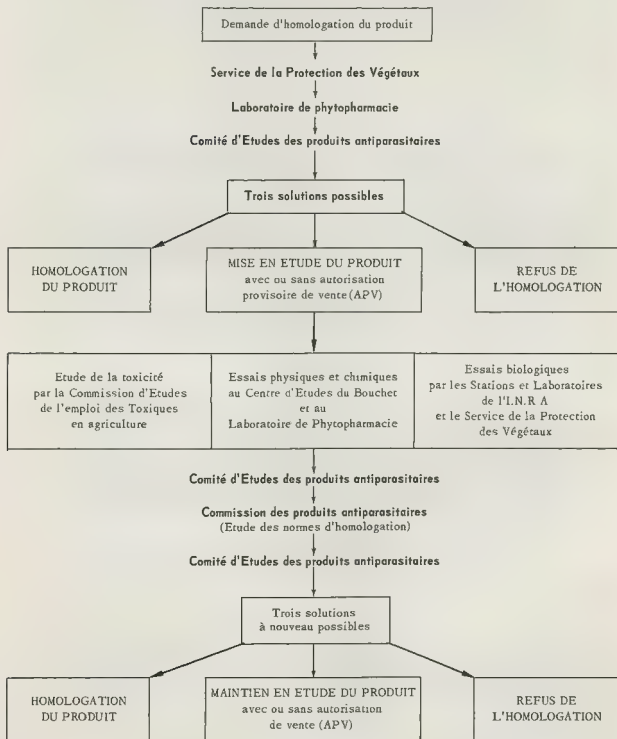 Demande d'homologation du produit
Service de la Protection des Végétaux
Laboratoire de phytopharmacie
Comité d'Etudes des produits antiparasitaires
Trois solutions possibles
HOMOLOGATION
DU PRODUIT
MISE EN ETUDE DU PRODUIT
avec ou sans autorisation
provisoire de vente (APV)
REFUS DE
L'HOMOLOGATION
Etude de la toxicité
par la Commission d'Etudes
de l'emploi des Toxiques
en agriculture
Essais physiques et chimiques
au Centre d'Etudes du Bouchet
et au
Laboratoire de Phytopharmacie
Essais biologiques
par les Stations et Laboratoires
de l'I.N.R A
et le Service de la Protection
des Végétaux
Comité d'Etudes des produits antiparasitaires
Commission des produits antiparasitaires
(Etude des normes d'homologation)
Comité d'Etudes des produits antiparasitaires
Trois solutions
à nouveau possibles
HOMOLOGATION
DU PRODUIT
MAINTIEN EN ETUDE DU PRODUIT
avec ou sans autorisation
de vente (APV)
REFUS DE
L'HOMOLOGATION